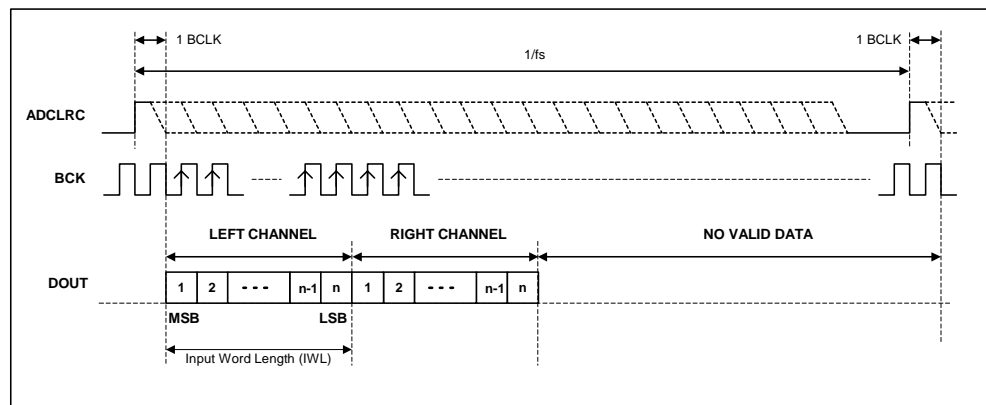 1 BCLK 1 BCLK
1/fs
ADCLRC
BCK
LEFT CHANNEL RIGHT CHANNEL NO VALID DATA
DOUT 1 2 n-1 n 1 2 n-1 n
MSB LSB
Input Word Length (IWL)